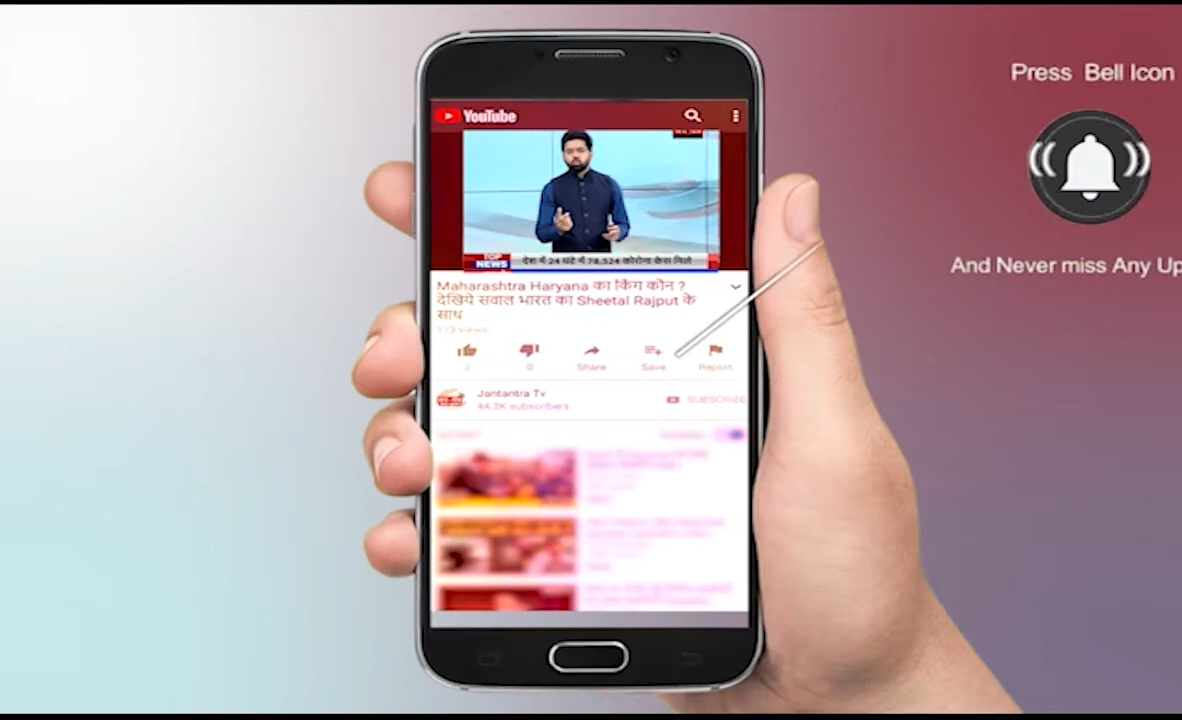 Press Bell Icon
YouTube
TOP
NEWS
देश में 24 घंटे में 78,524 कोरोना केस मिले
Maharashtra Haryana का किंग कौन ?
देखिये सवाल भारत का Sheetal Rajput के
साथ
113 views
2
0
Share
Save
Report
Jantantra Tv
44.3K subscribers
SUBSCRIBE
And Never miss Any Up